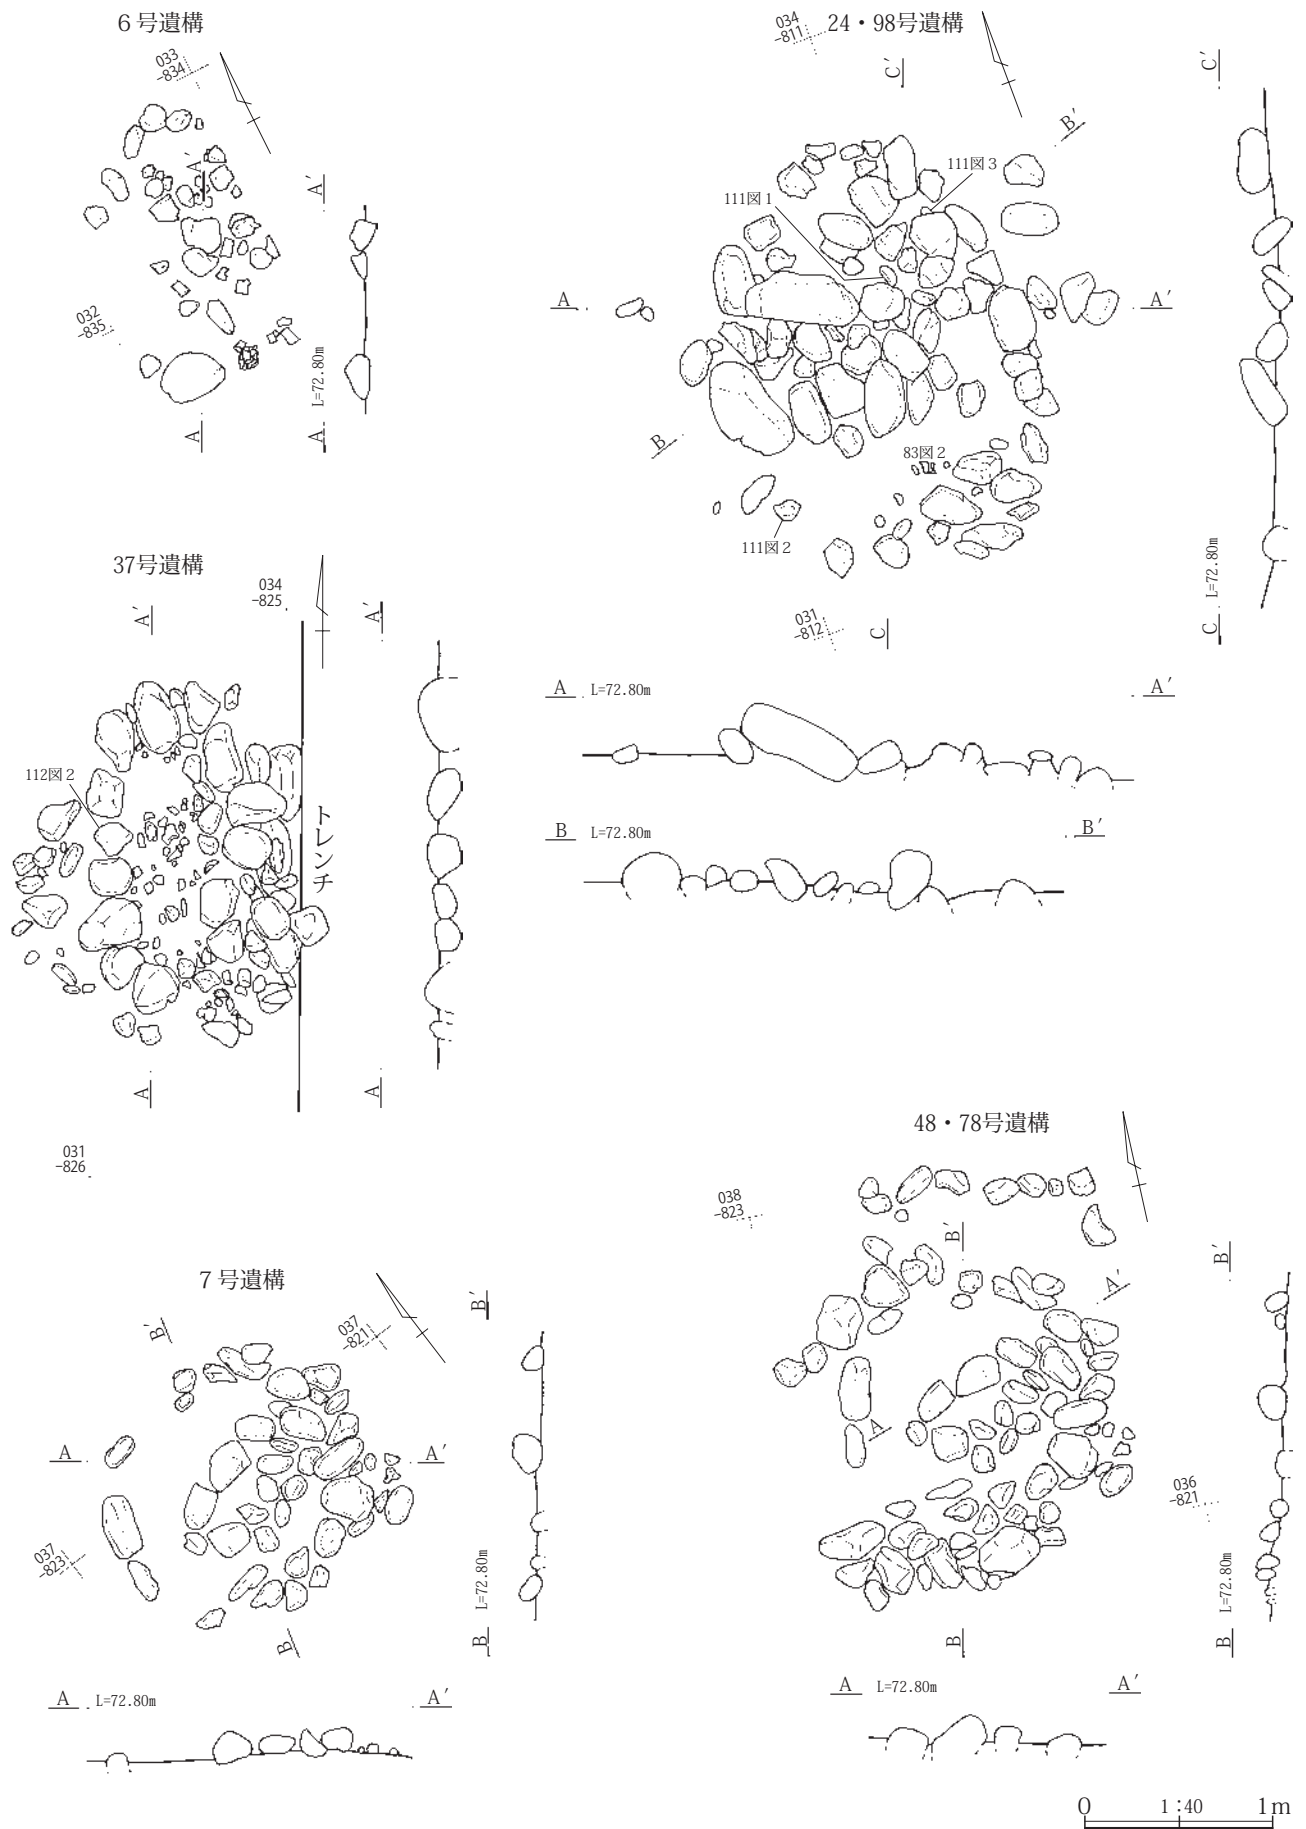 6号遺構
033
-834
A′
A′
032
-835
L=72.80m
A
A
24・98号遺構
034
-811
C′
C′
B′
111図3
111図1
A
A′
B
83図2
111図2
031
-812
C
L=72.80m
C
A L=72.80m A′
B L=72.80m B′
37号遺構
034
-825
A′
A′
112図2
トレンチ
A
A
031
-826
48・78号遺構
038
-823
B′
B′
A′
A
036
-821
L=72.80m
B
B
A L=72.80m A′
7号遺構
B′
037
-821
B′
A
A′
037
-823
L=72.80m
B
B
A L=72.80m A′
0 1:40 1m